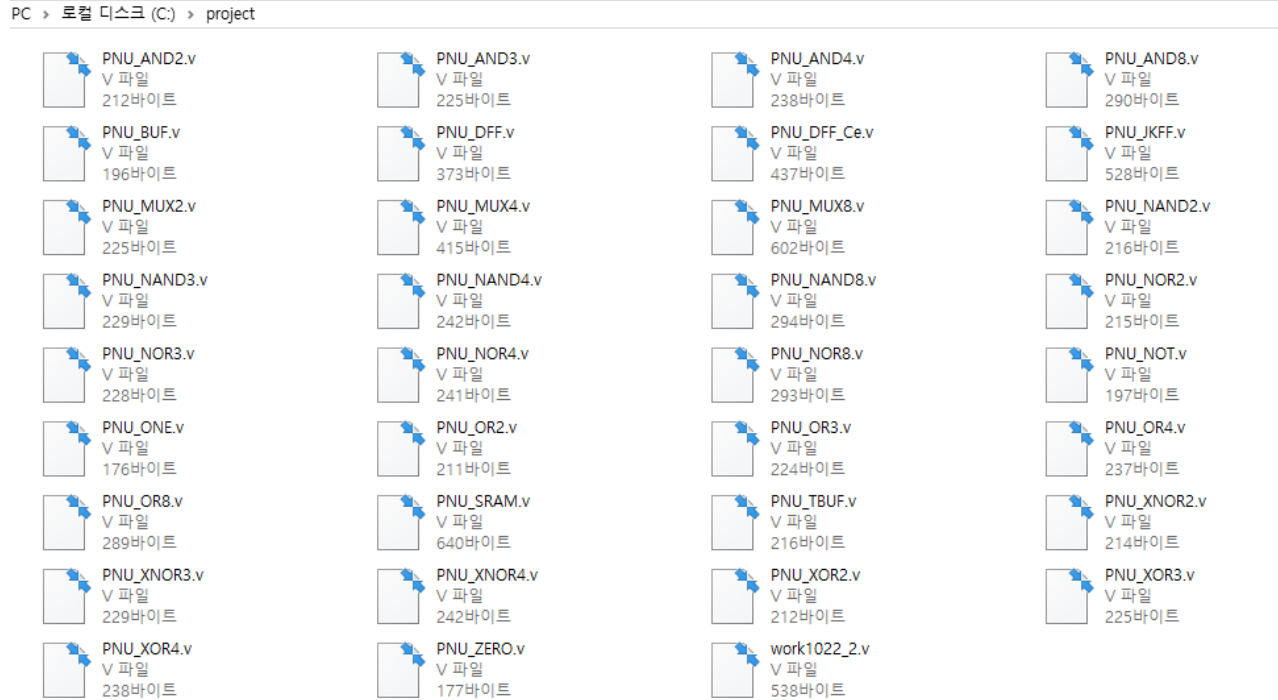 PC > 로컬 디스크 (C:) > project
PNU_AND2.v
V 파일
212바이트
PNU_AND3.v
V 파일
225바이트
PNU_AND4.v
V 파일
238바이트
PNU_AND8.v
V 파일
290바이트
PNU_BUF.v
V 파일
196바이트
PNU_DFF.v
V 파일
373바이트
PNU_DFF_Ce.v
V 파일
437바이트
PNU_JKFF.v
V 파일
528바이트
PNU_MUX2.v
V 파일
225바이트
PNU_MUX4.v
V 파일
415바이트
PNU_MUX8.v
V 파일
602바이트
PNU_NAND2.v
V 파일
216바이트
PNU_NAND3.v
V 파일
229바이트
PNU_NAND4.v
V 파일
242바이트
PNU_NAND8.v
V 파일
294바이트
PNU_NOR2.v
V 파일
215바이트
PNU_NOR3.v
V 파일
228바이트
PNU_NOR4.v
V 파일
241바이트
PNU_NOR8.v
V 파일
293바이트
PNU_NOT.v
V 파일
197바이트
PNU_ONE.v
V 파일
176바이트
PNU_OR2.v
V 파일
211바이트
PNU_OR3.v
V 파일
224바이트
PNU_OR4.v
V 파일
237바이트
PNU_OR8.v
V 파일
289바이트
PNU_SRAM.v
V 파일
640바이트
PNU_TBUF.v
V 파일
216바이트
PNU_XNOR2.v
V 파일
214바이트
PNU_XNOR3.v
V 파일
229바이트
PNU_XNOR4.v
V 파일
242바이트
PNU_XOR2.v
V 파일
212바이트
PNU_XOR3.v
V 파일
225바이트
PNU_XOR4.v
V 파일
238바이트
PNU_ZERO.v
V 파일
177바이트
work1022_2.v
V 파일
538바이트